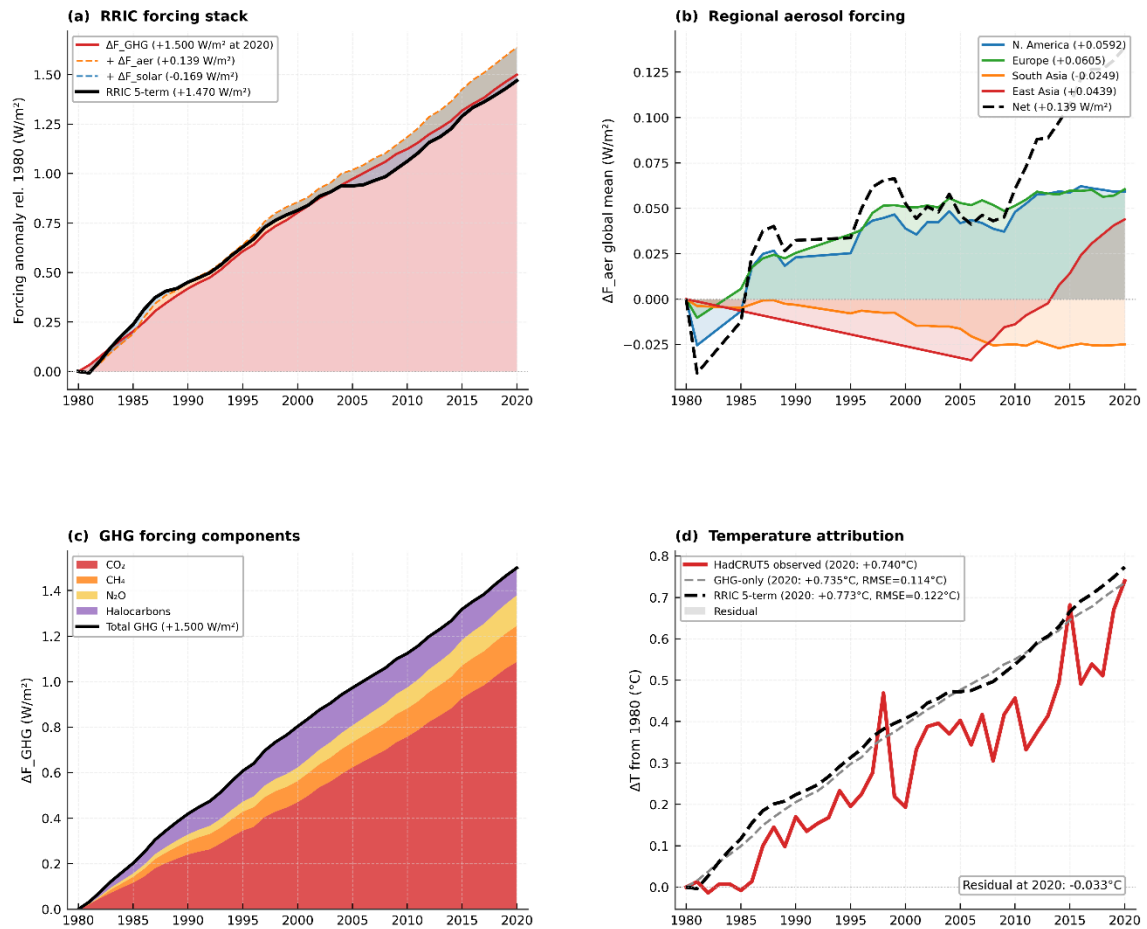 (a) RRIC forcing stack
Forcing anomaly rel. 1980 (W/m²)
ΔF_GHG (+1.500 W/m² at 2020)
+ ΔF_aer (+0.139 W/m²)
+ ΔF_solar (-0.169 W/m²)
RRIC 5-term (+1.470 W/m²)
1.50
1.25
1.00
0.75
0.50
0.25
0.00
1980 1985 1990 1995 2000 2005 2010 2015 2020
(b) Regional aerosol forcing
ΔF_aer global mean (W/m²)
N. America (+0.0592)
Europe (+0.0605)
South Asia (-0.0249)
East Asia (+0.0439)
Net (+0.139 W/m²)
0.125
0.100
0.075
0.050
0.025
0.000
−0.025
1980 1985 1990 1995 2000 2005 2010 2015 2020
(c) GHG forcing components
ΔF_GHG (W/m²)
CO₂
CH₄
N₂O
Halocarbons
Total GHG (+1.500 W/m²)
1.4
1.2
1.0
0.8
0.6
0.4
0.2
0.0
1980 1985 1990 1995 2000 2005 2010 2015 2020
(d) Temperature attribution
ΔT from 1980 (°C)
HadCRUT5 observed (2020: +0.740°C)
GHG-only (2020: +0.735°C, RMSE=0.114°C)
RRIC 5-term (2020: +0.773°C, RMSE=0.122°C)
Residual
0.8
0.7
0.6
0.5
0.4
0.3
0.2
0.1
0.0
Residual at 2020: -0.033°C
1980 1985 1990 1995 2000 2005 2010 2015 2020